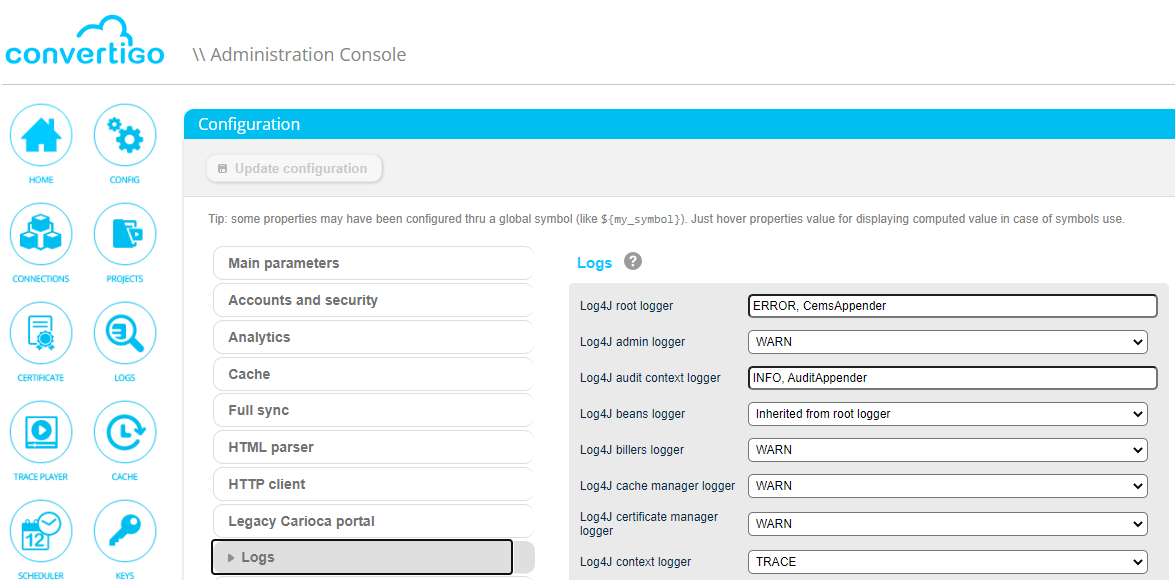 convertigo
\\ Administration Console
HOME
CONFIG
CONNECTIONS
PROJECTS
CERTIFICATE
LOGS
TRACE PLAYER
CACHE
12
SCHEDULER
KEYS
Configuration
Update configuration
Tip: some properties may have been configured thru a global symbol (like ${my_symbol}). Just hover properties value for displaying computed value in case of symbols use.
Main parameters
Accounts and security
Analytics
Cache
Full sync
HTML parser
HTTP client
Legacy Carioca portal
Logs
Logs ?
Log4J root logger ERROR, CemsAppender
Log4J admin logger WARN
Log4J audit context logger INFO, AuditAppender
Log4J beans logger Inherited from root logger
Log4J billers logger WARN
Log4J cache manager logger WARN
Log4J certificate manager
logger WARN
Log4J context logger TRACE